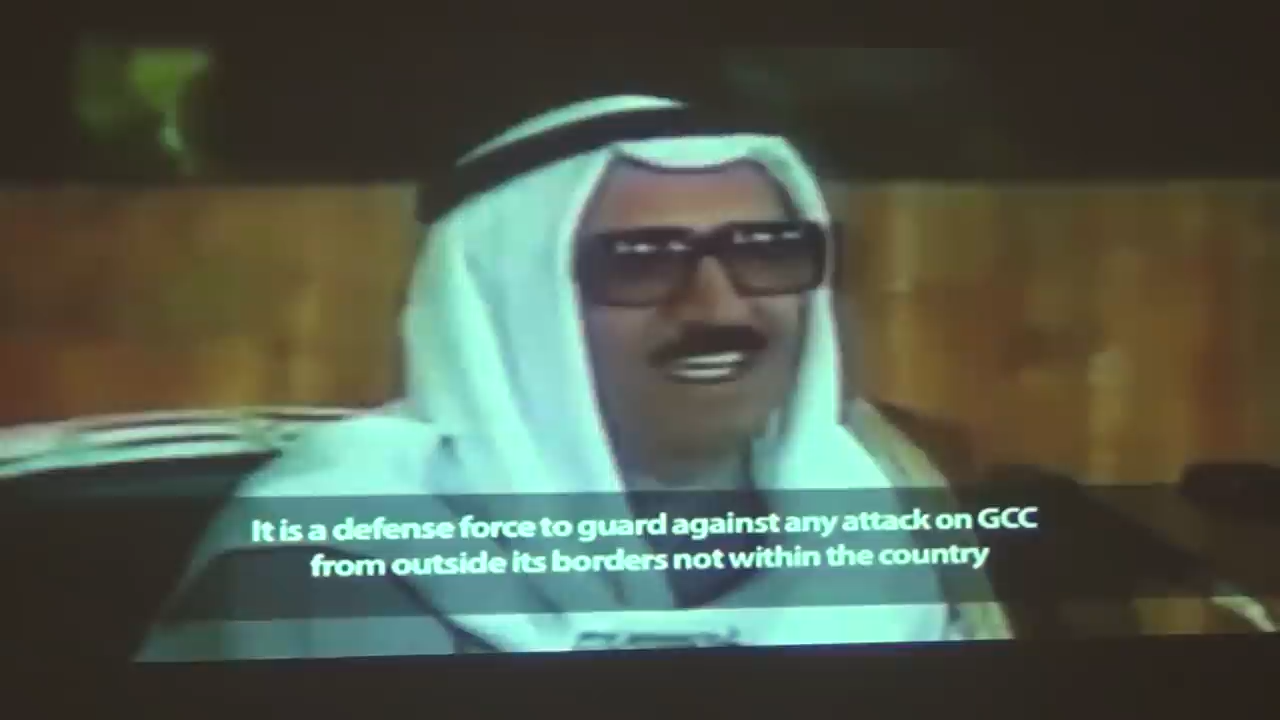 It is a defense force to guard against any attack on GCC
from outside its borders not within the country